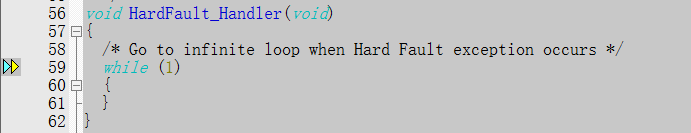 56 void HardFault_Handler(void)
57 {
58 /* Go to infinite loop when Hard Fault exception occurs */
59 while (1)
60 {
61 }
62 }